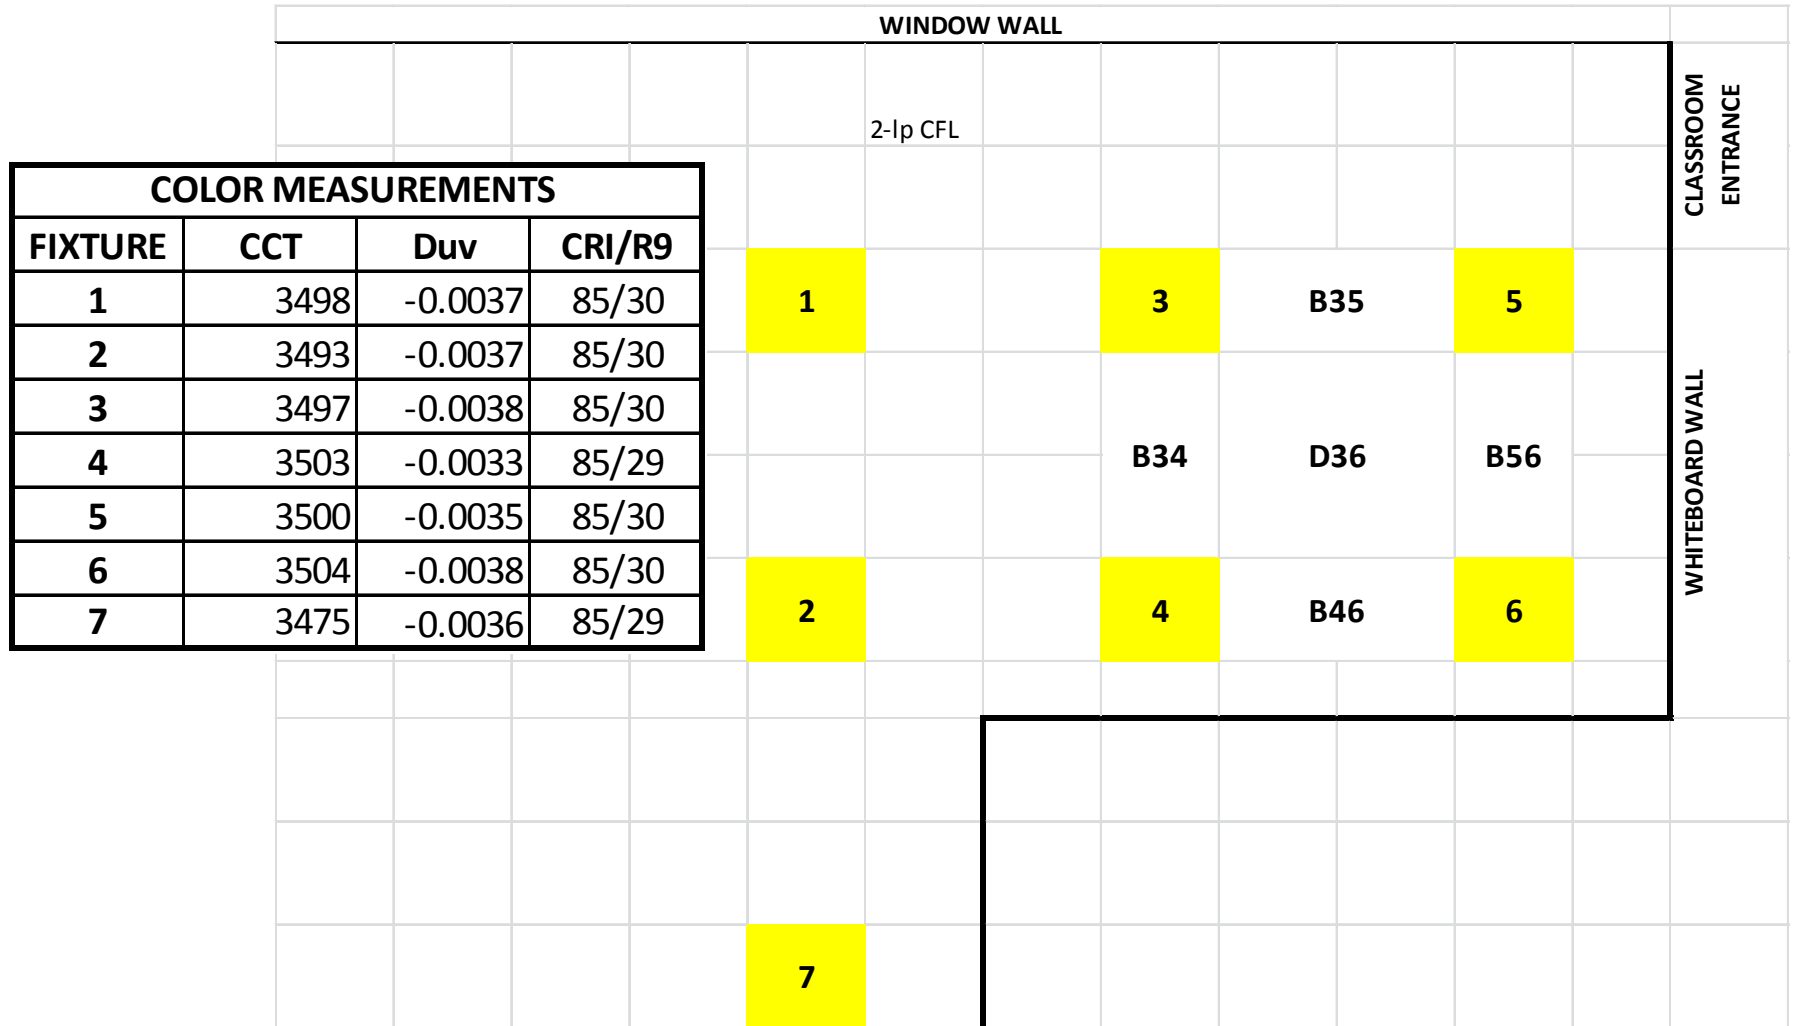 WINDOW WALL
2-lp CFL
CLASSROOM
ENTRANCE
COLOR MEASUREMENTS
FIXTURE CCT Duv CRI/R9
1 3498 -0.0037 85/30
2 3493 -0.0037 85/30
3 3497 -0.0038 85/30
4 3503 -0.0033 85/29
5 3500 -0.0035 85/30
6 3504 -0.0038 85/30
7 3475 -0.0036 85/29
1 3 B35 5
B34 D36 B56
WHITEBOARD WALL
2 4 B46 6
7